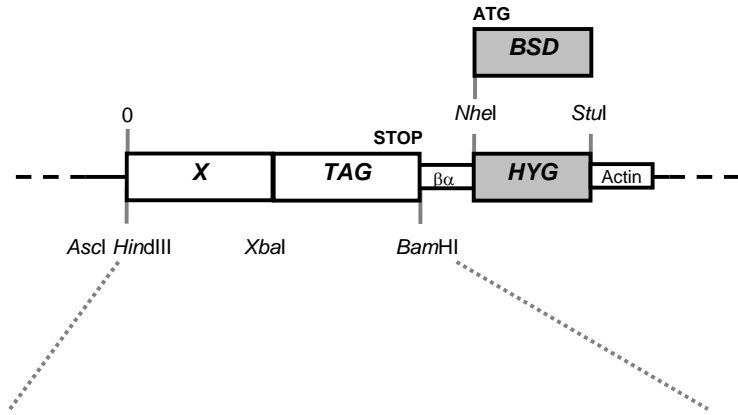 ATG
BSD
0
NheI
StuI
STOP
X
TAG
βα
HYG
Actin
AscI HindIII
XbaI
BamHI